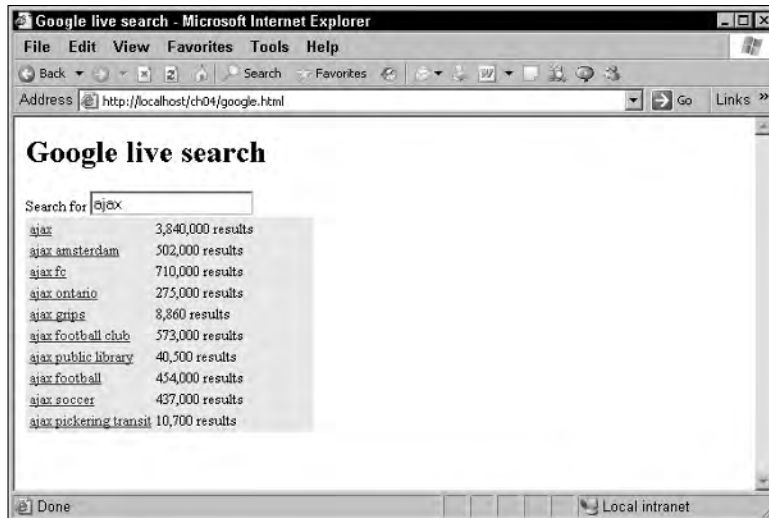 Google live search - Microsoft Internet Explorer
File Edit View Favorites Tools Help
Back Search Favorites
Address http://localhost/ch04/google.html Go Links »
Google live search
Search for ajax
ajax 3,840,000 results
ajax amsterdam 502,000 results
ajax fc 710,000 results
ajax ontario 275,000 results
ajax grips 8,860 results
ajax football club 573,000 results
ajax public library 40,500 results
ajax football 454,000 results
ajax soccer 437,000 results
ajax pickering transit 10,700 results
Done Local intranet